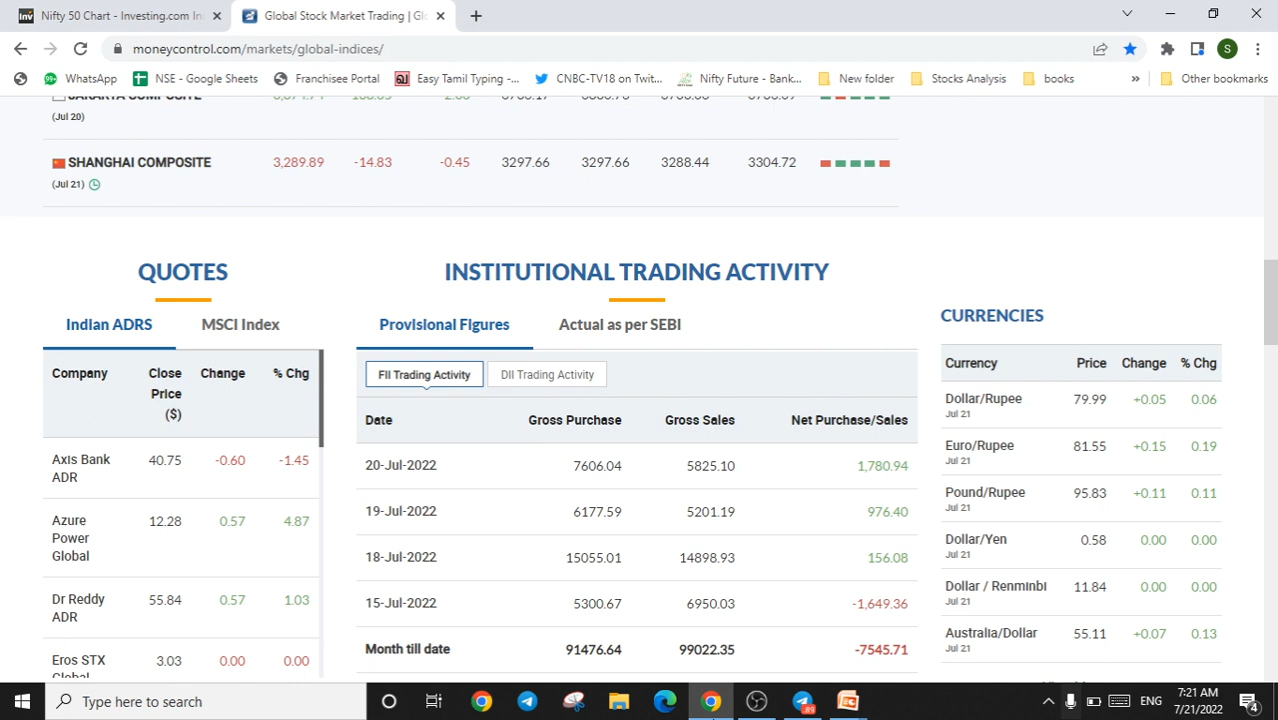 Nifty 50 Chart - Investing.com In
Global Stock Market Trading | Glo
moneycontrol.com/markets/global-indices/
S
WhatsApp
NSE - Google Sheets
Franchisee Portal
Easy Tamil Typing -...
CNBC-TV18 on Twit...
Nifty Future - Bank...
New folder
Stocks Analysis
books
»
Other bookmarks
JAKARTA COMPOSITE
(Jul 20)
SHANGHAI COMPOSITE 3,289.89 -14.83 -0.45 3297.66 3297.66 3288.44 3304.72
(Jul 21)
QUOTES
Indian ADRS MSCI Index
Company Close Price ($) Change % Chg
Axis Bank ADR 40.75 -0.60 -1.45
Azure Power Global 12.28 0.57 4.87
Dr Reddy ADR 55.84 0.57 1.03
Eros STX Global 3.03 0.00 0.00
INSTITUTIONAL TRADING ACTIVITY
Provisional Figures Actual as per SEBI
FII Trading Activity DII Trading Activity
Date Gross Purchase Gross Sales Net Purchase/Sales
20-Jul-2022 7606.04 5825.10 1,780.94
19-Jul-2022 6177.59 5201.19 976.40
18-Jul-2022 15055.01 14898.93 156.08
15-Jul-2022 5300.67 6950.03 -1,649.36
Month till date 91476.64 99022.35 -7545.71
CURRENCIES
Currency Price Change % Chg
Dollar/Rupee 79.99 +0.05 0.06
Jul 21
Euro/Rupee 81.55 +0.15 0.19
Jul 21
Pound/Rupee 95.83 +0.11 0.11
Jul 21
Dollar/Yen 0.58 0.00 0.00
Jul 21
Dollar / Renminbi 11.84 0.00 0.00
Jul 21
Australia/Dollar 55.11 +0.07 0.13
Jul 21
Type here to search
ENG
7:21 AM
7/21/2022
4